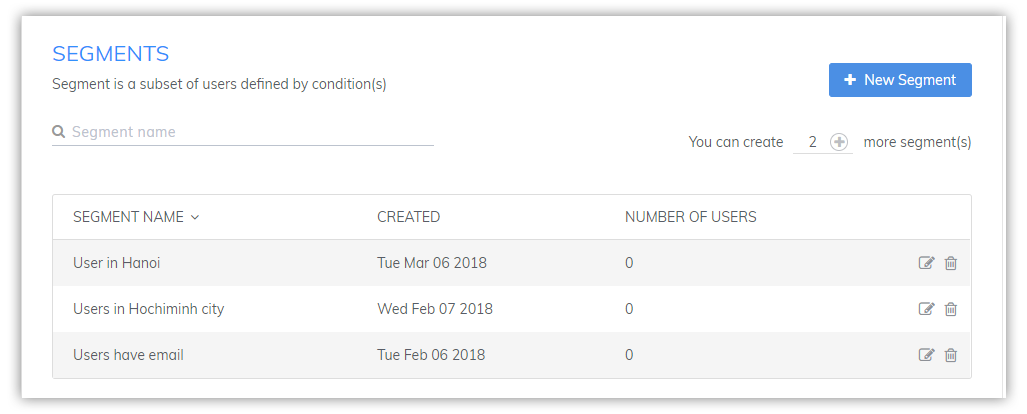 SEGMENTS
Segment is a subset of users defined by condition(s)
New Segment
Segment name
You can create 2 more segment(s)
SEGMENT NAME CREATED NUMBER OF USERS
User in Hanoi Tue Mar 06 2018 0
Users in Hochiminh city Wed Feb 07 2018 0
Users have email Tue Feb 06 2018 0